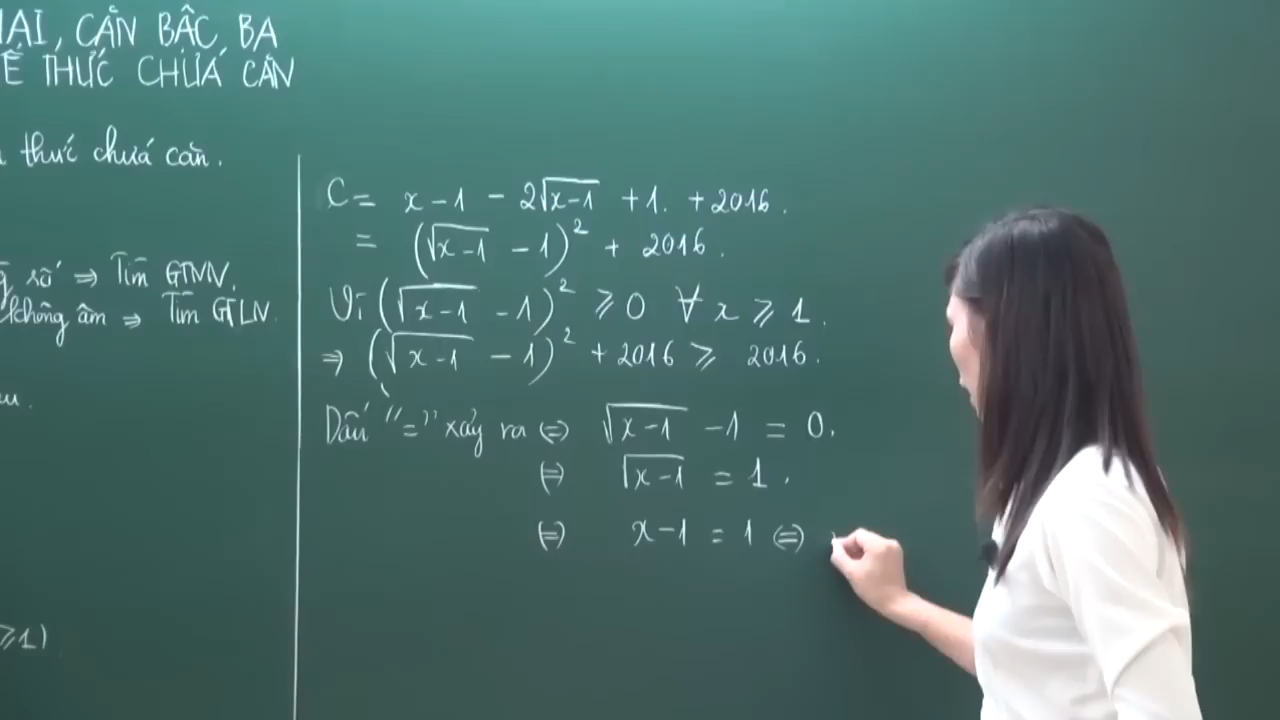 HAI, CĂN BẬC BA
THỨC CHỨA CĂN
thức chứa căn.
số ⇒ Tìm GTNN.
không âm ⇒ Tìm GTLN
≥1)
C = x-1 - 2√(x-1) + 1. + 2016.
= (√(x-1) - 1)² + 2016.
Vì (√(x-1) - 1)² ≥ 0 ∀ x ≥ 1.
⇒ (√(x-1) - 1)² + 2016 ≥ 2016.
Dấu "=" xảy ra ⇔ √(x-1) - 1 = 0.
⇔ √(x-1) = 1.
⇔ x-1 = 1 ⇔